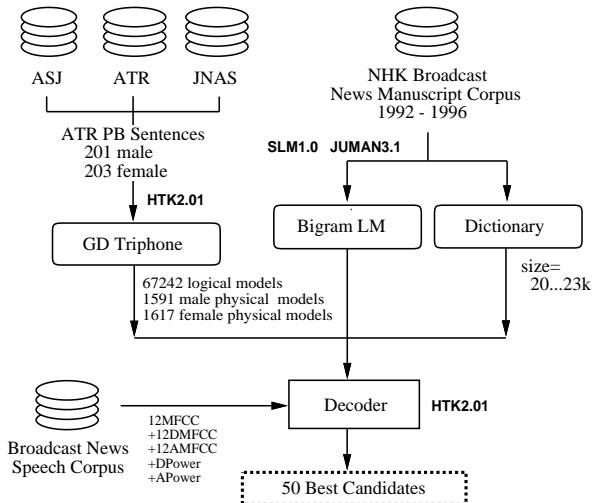 ASJ
ATR
JNAS
NHK Broadcast
News Manuscript Corpus
1992 - 1996
ATR PB Sentences
201 male
203 female
SLM1.0 JUMAN3.1
HTK2.01
GD Triphone
Bigram LM
Dictionary
67242 logical models
1591 male physical models
1617 female physical models
size=
20...23k
Broadcast News
Speech Corpus
12MFCC
+12DMFCC
+12AMFCC
+DPower
+APower
Decoder
HTK2.01
50 Best Candidates